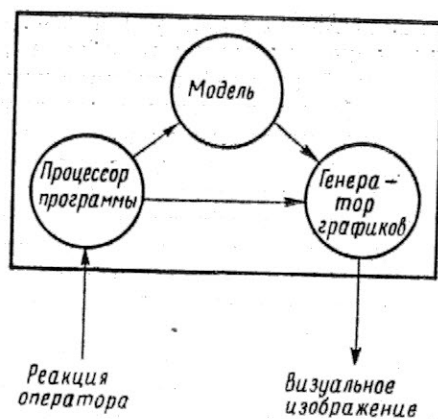 Модель
Процессор
программы
Генера –
тор
графиков
Реакция
оператора
Визуальное
изображение